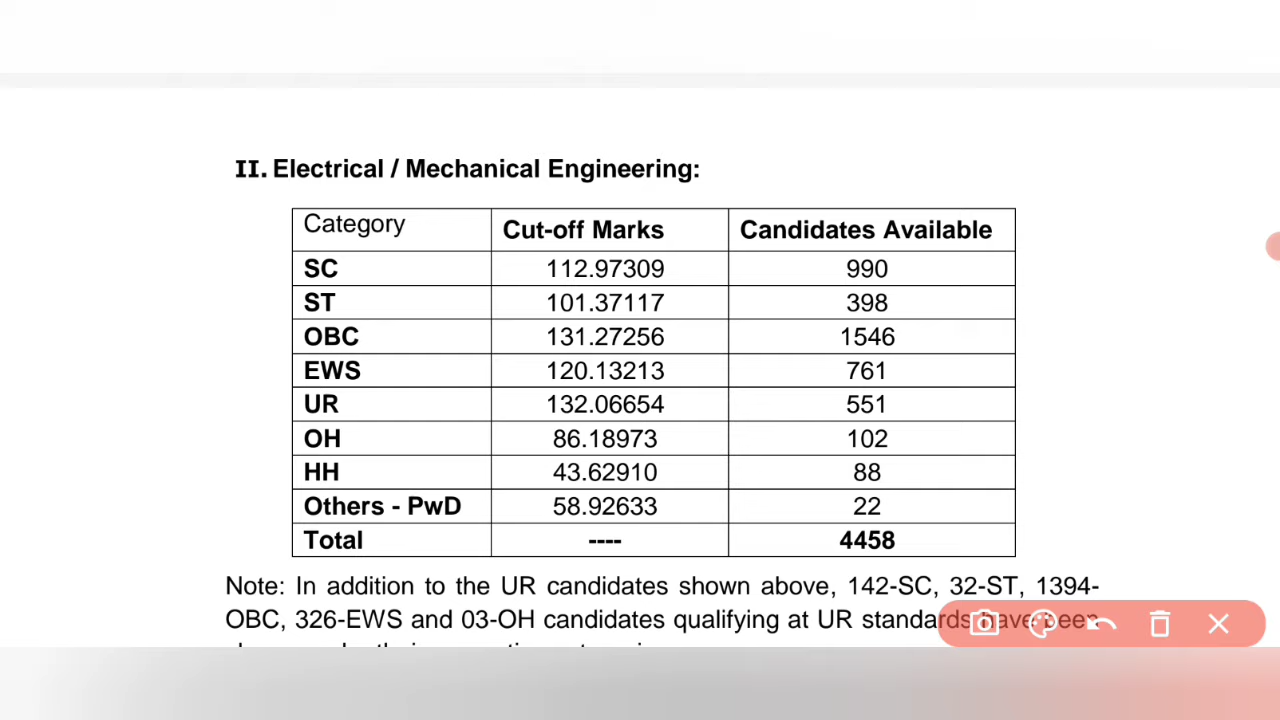 II. Electrical / Mechanical Engineering:
Category Cut-off Marks Candidates Available
SC 112.97309 990
ST 101.37117 398
OBC 131.27256 1546
EWS 120.13213 761
UR 132.06654 551
OH 86.18973 102
HH 43.62910 88
Others - PwD 58.92633 22
Total ---- 4458
Note: In addition to the UR candidates shown above, 142-SC, 32-ST, 1394-
OBC, 326-EWS and 03-OH candidates qualifying at UR standards have been